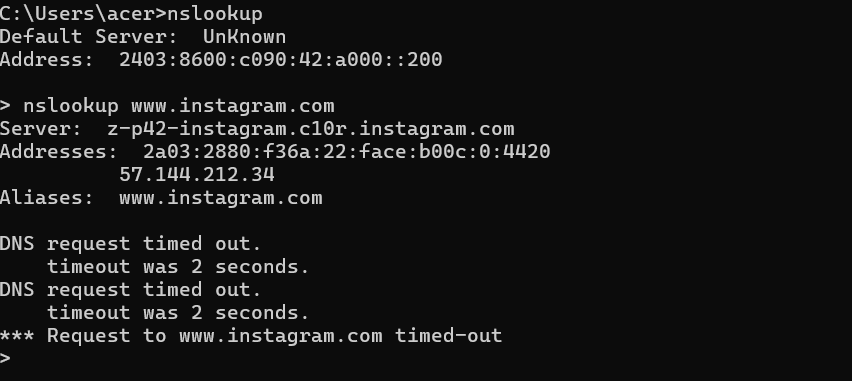 C:\Users\acer>nslookup
Default Server:  UnKnown
Address:  2403:8600:c090:42:a000::200

> nslookup www.instagram.com
Server:  z-p42-instagram.c10r.instagram.com
Addresses:  2a03:2880:f36a:22:face:b00c:0:4420
          57.144.212.34
Aliases:  www.instagram.com

DNS request timed out.
    timeout was 2 seconds.
DNS request timed out.
    timeout was 2 seconds.
*** Request to www.instagram.com timed-out
>